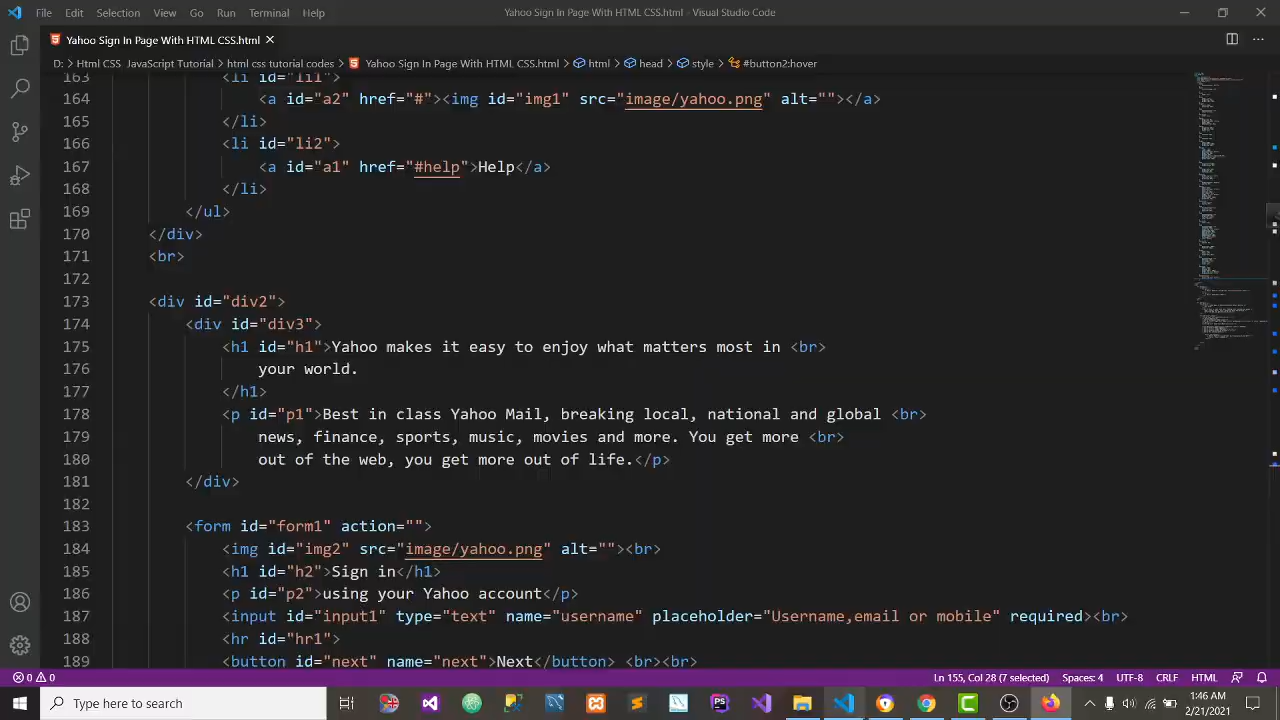 File Edit Selection View Go Run Terminal Help Yahoo Sign In Page With HTML CSS.html - Visual Studio Code
Yahoo Sign In Page With HTML CSS.html
D: > Html CSS JavaScript Tutorial > html css tutorial codes > Yahoo Sign In Page With HTML CSS.html > html > head > style > #button2:hover
163 <li id="li1">
164 <a id="a2" href="#"><img id="img1" src="image/yahoo.png" alt=""></a>
165 </li>
166 <li id="li2">
167 <a id="a1" href="#help">Help</a>
168 </li>
169 </ul>
170 </div>
171 <br>
172
173 <div id="div2">
174 <div id="div3">
175 <h1 id="h1">Yahoo makes it easy to enjoy what matters most in <br>
176 your world.
177 </h1>
178 <p id="p1">Best in class Yahoo Mail, breaking local, national and global <br>
179 news, finance, sports, music, movies and more. You get more <br>
180 out of the web, you get more out of life.</p>
181 </div>
182
183 <form id="form1" action="">
184 <img id="img2" src="image/yahoo.png" alt=""><br>
185 <h1 id="h2">Sign in</h1>
186 <p id="p2">using your Yahoo account</p>
187 <input id="input1" type="text" name="username" placeholder="Username,email or mobile" required><br>
188 <hr id="hr1">
189 <button id="next" name="next">Next</button> <br><br>
0 0 Ln 155, Col 28 (7 selected) Spaces: 4 UTF-8 CRLF HTML
Type here to search
PS
1:46 AM
2/21/2021